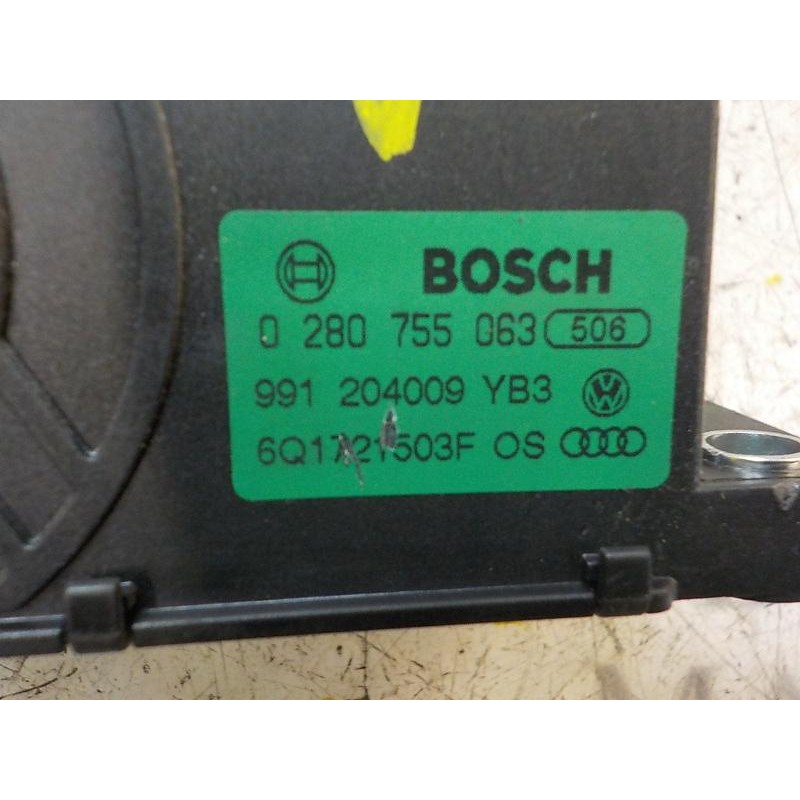 BOSCH
0 280 755 063 506
991 204009 YB3
6Q1721503F OS